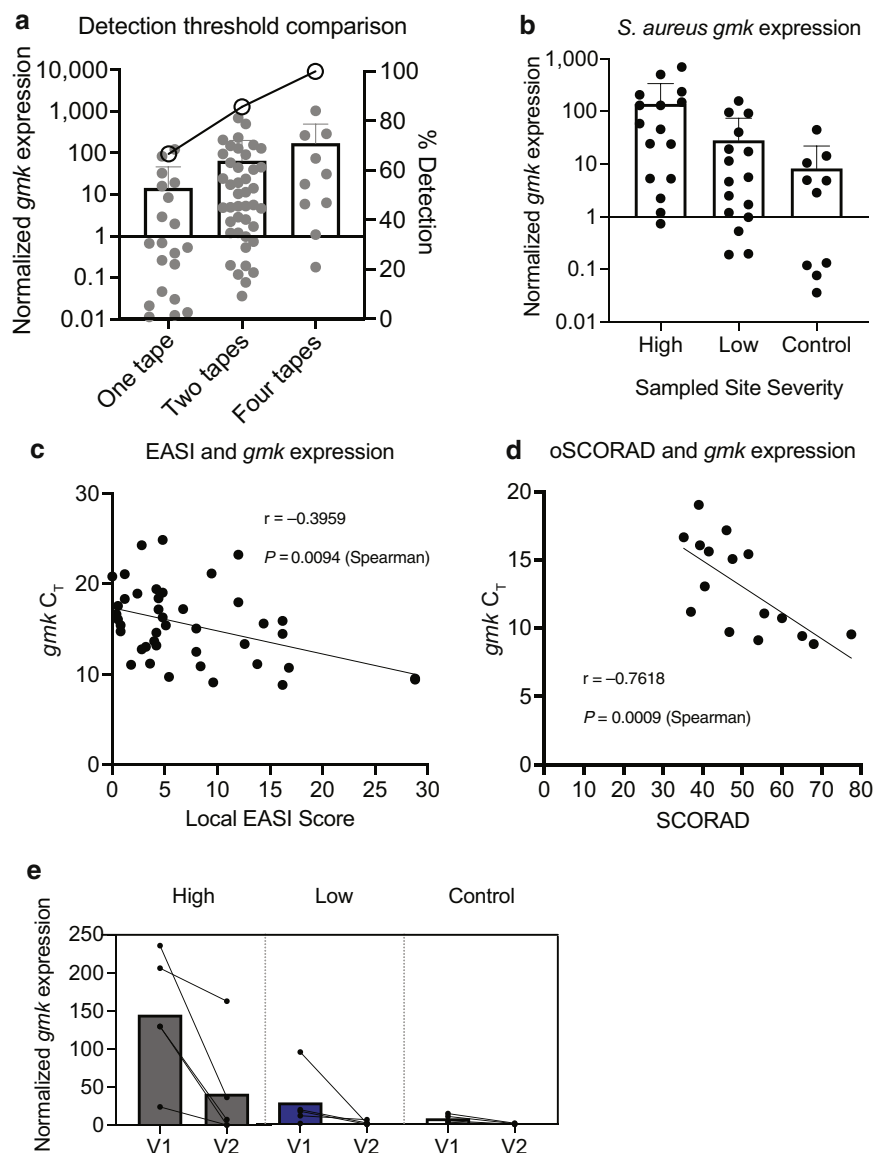 a
Detection threshold comparison
Normalized gmk expression
10,000
1,000
100
10
1
0.1
0.01
100
80
60
40
20
0
% Detection
One tape
Two tapes
Four tapes
b
S. aureus gmk expression
Normalized gmk expression
1,000
100
10
1
0.1
0.01
High Low Control
Sampled Site Severity
c
EASI and gmk expression
gmk CT
30
20
10
0
r = –0.3959
P = 0.0094 (Spearman)
0 5 10 15 20 25 30
Local EASI Score
d
oSCORAD and gmk expression
gmk CT
20
15
10
5
0
r = –0.7618
P = 0.0009 (Spearman)
0 10 20 30 40 50 60 70 80
SCORAD
e
High Low Control
Normalized gmk expression
250
200
150
100
50
0
V1 V2 V1 V2 V1 V2